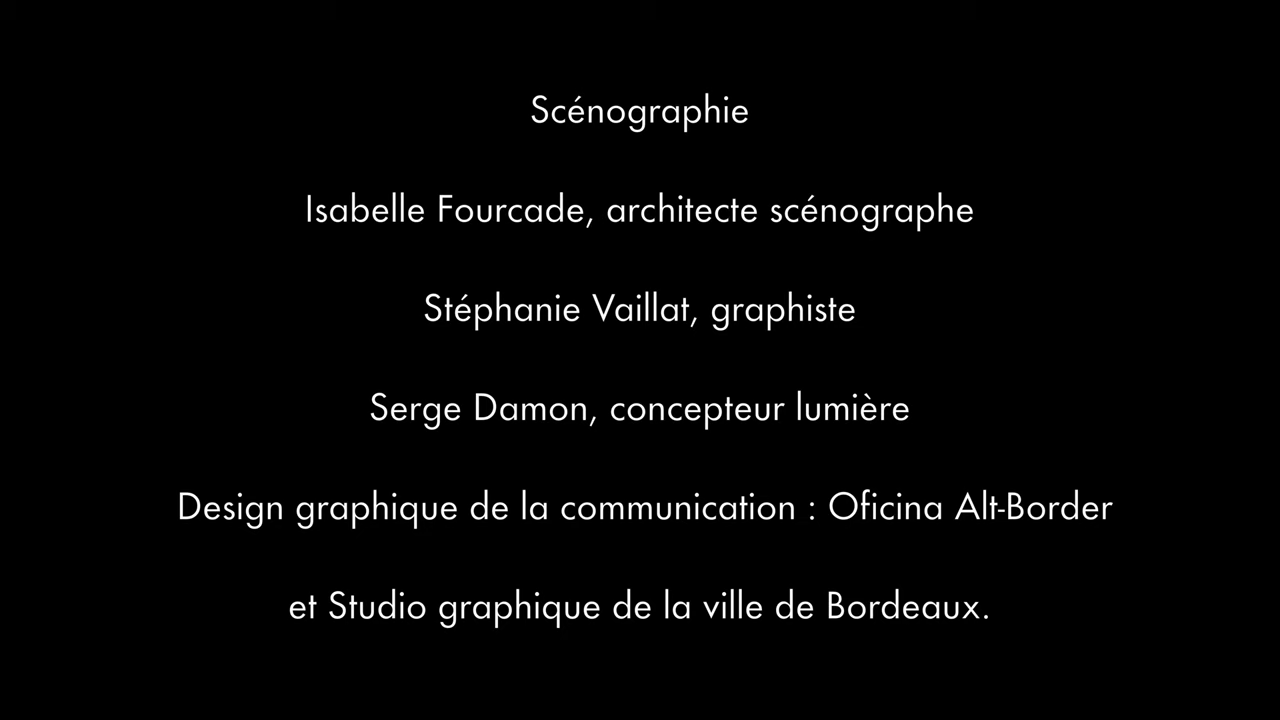 Scénographie
Isabelle Fourcade, architecte scénographe
Stéphanie Vaillat, graphiste
Serge Damon, concepteur lumière
Design graphique de la communication : Oficina Alt-Border
et Studio graphique de la ville de Bordeaux.